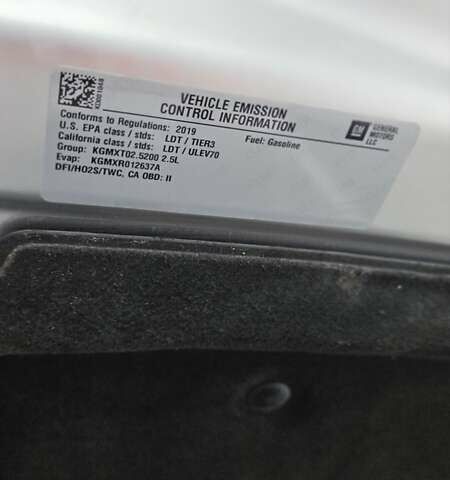 VEHICLE EMISSION
CONTROL INFORMATION
Conforms to Regulations: 2019
U.S. EPA class / stds: LDT / TIER3
California class / stds: LDT / ULEV70
Group: KGMXT02.5200 2.5L
Evap: KGMXR012637A
DFI/HO2S/TWC, CA OBD: II
Fuel: Gasoline
GM
GENERAL
MOTORS
LLC